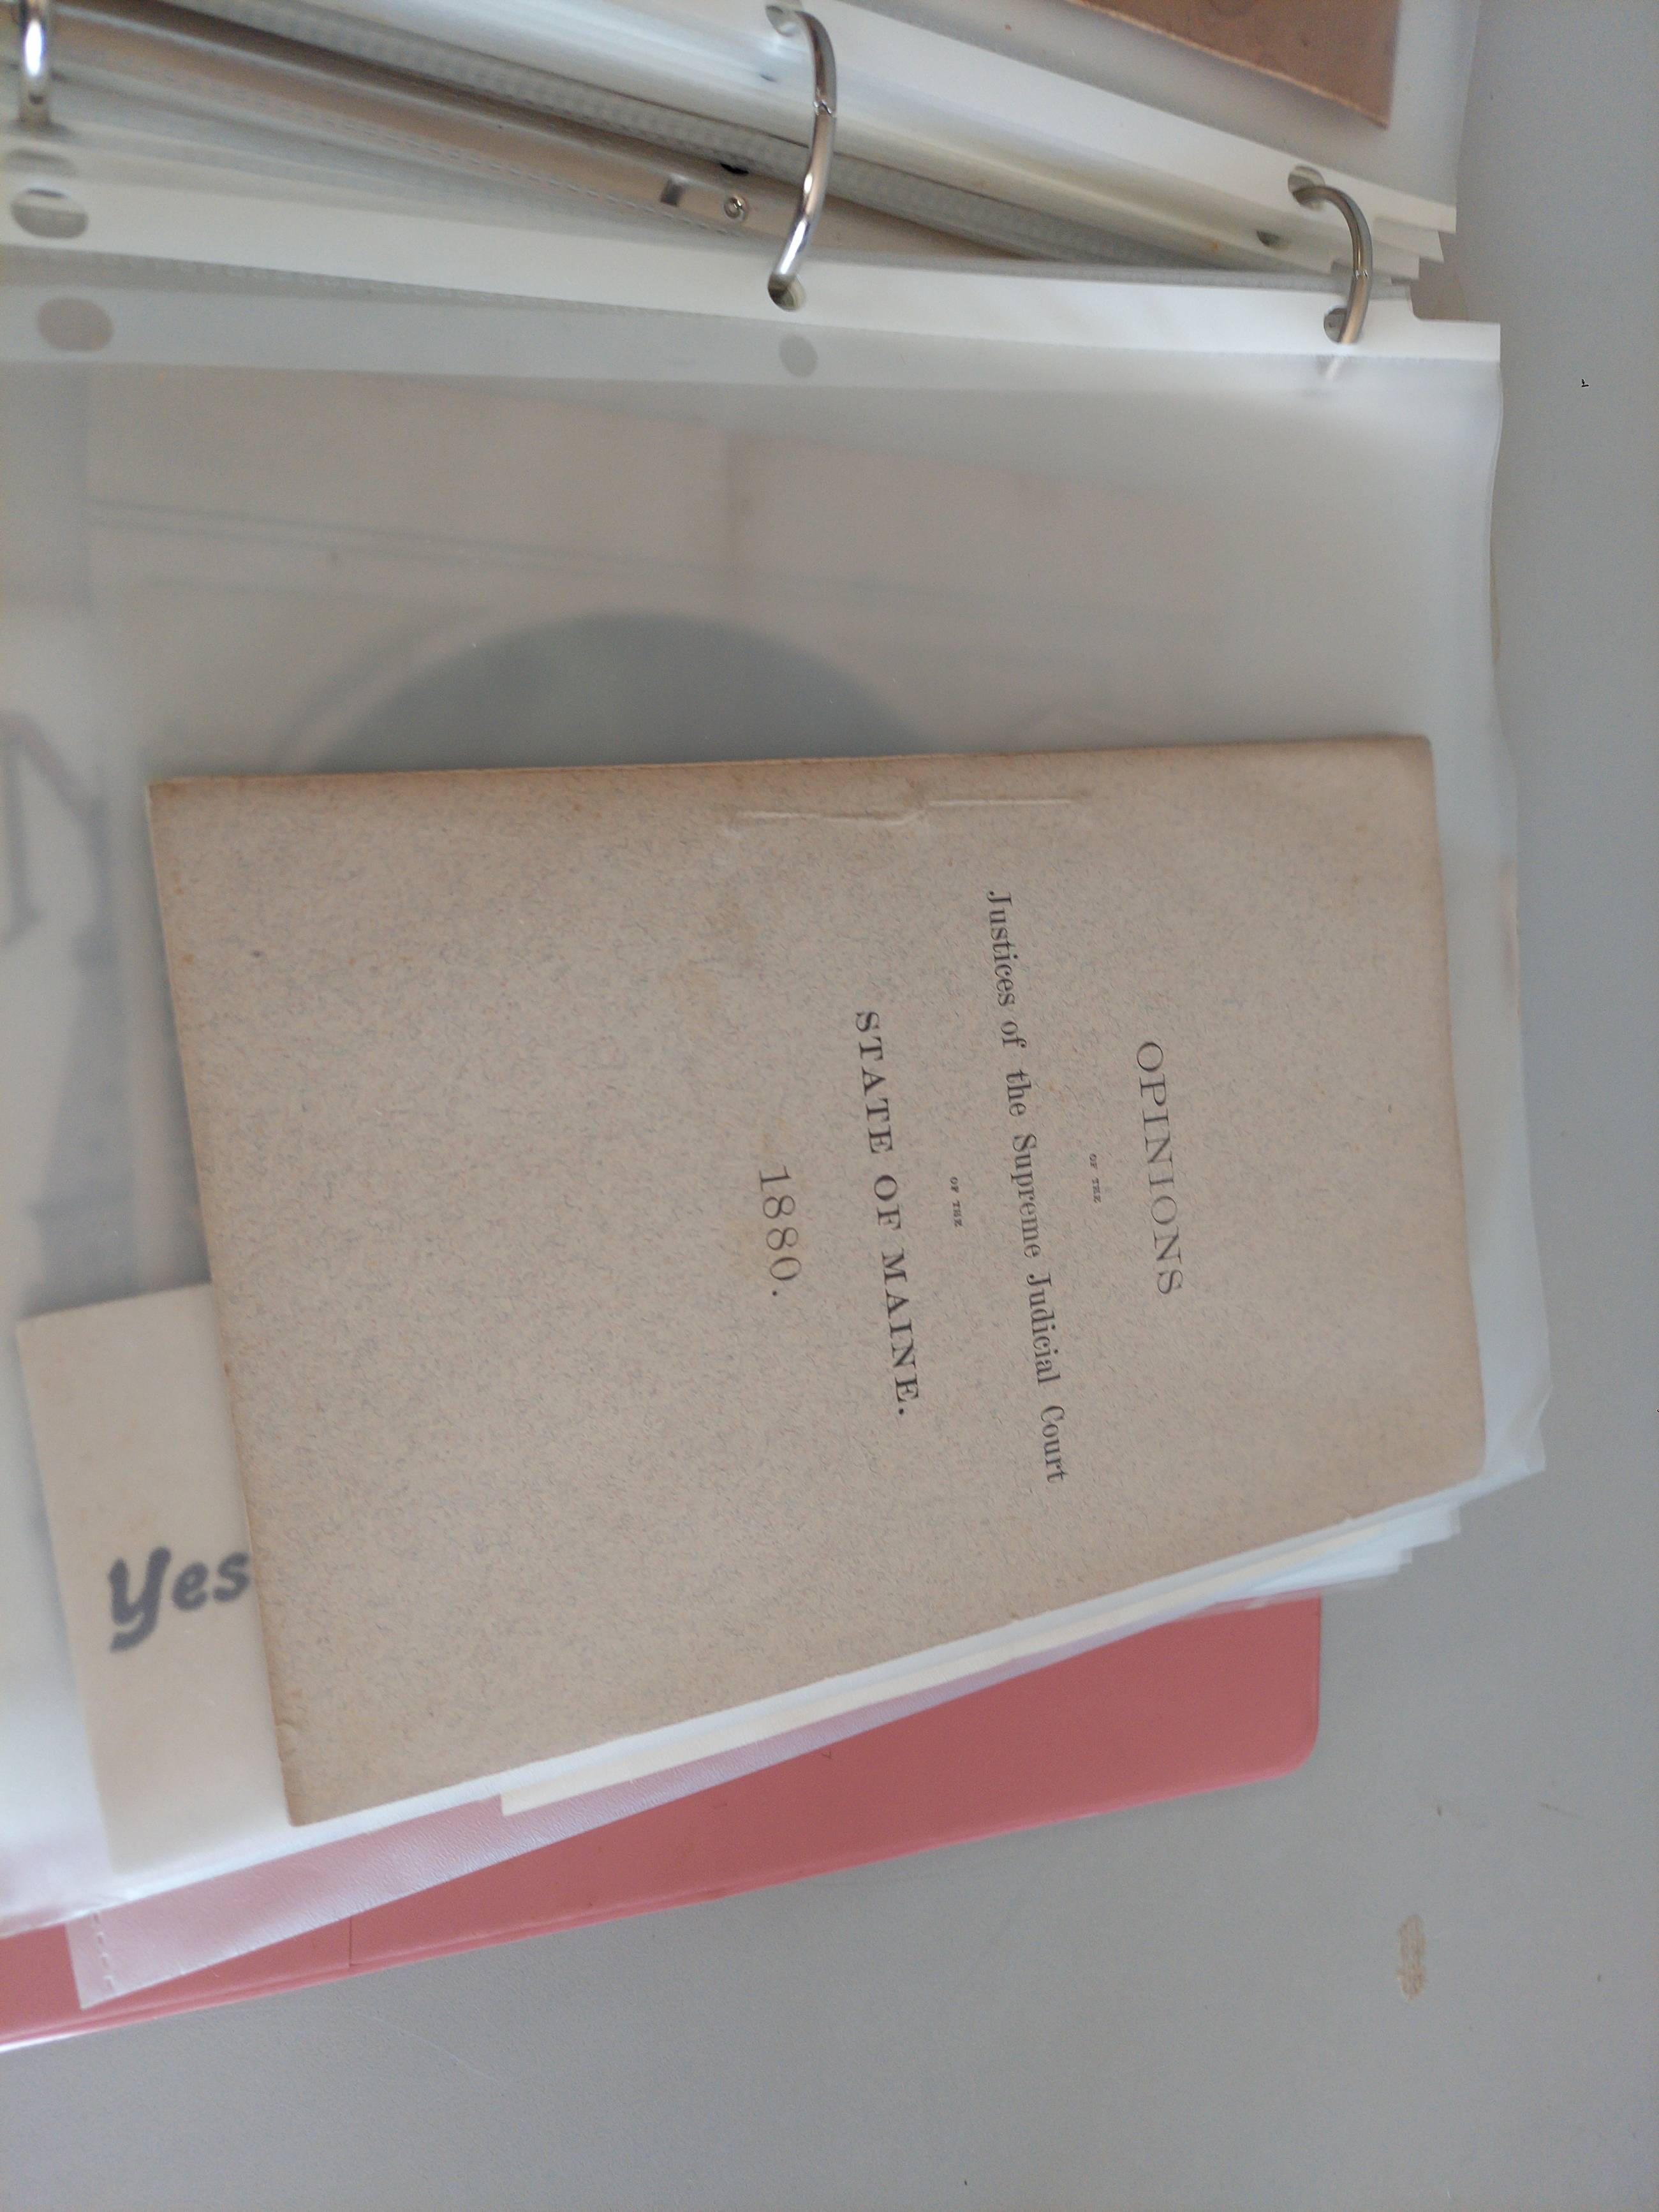 OPINIONS
OF THE
Justices of the Supreme Judicial Court
OF THE
STATE OF MAINE.
1880.
Yes